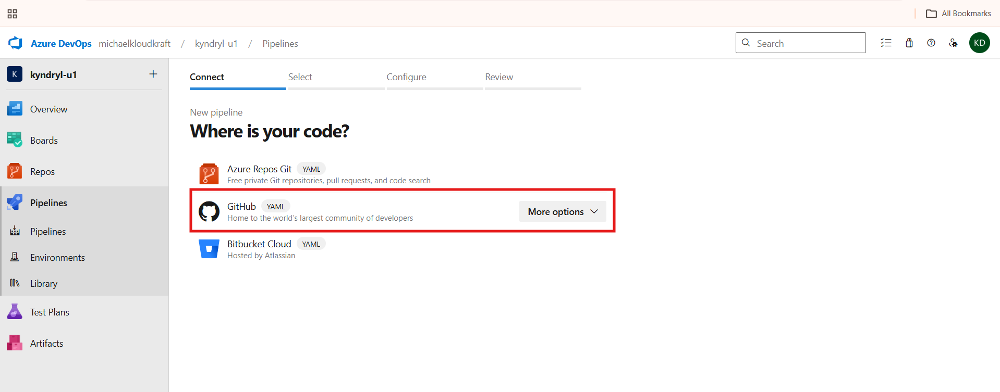 All Bookmarks
Azure DevOps michaelkloudkraft / kyndryl-u1 / Pipelines
Search
KD
K kyndryl-u1
Overview
Boards
Repos
Pipelines
Pipelines
Environments
Library
Test Plans
Artifacts
Connect Select Configure Review
New pipeline
Where is your code?
Azure Repos Git YAML
Free private Git repositories, pull requests, and code search
GitHub YAML
Home to the world's largest community of developers
More options
Bitbucket Cloud YAML
Hosted by Atlassian